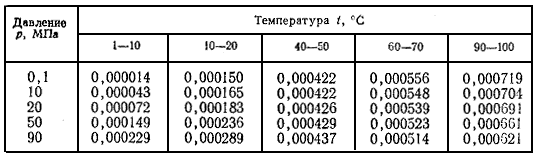 Давление р, МПа | Температура t, °C
1—10 | 10—20 | 40—50 | 60—70 | 90—100
0,1 | 0,000014 | 0,000150 | 0,000422 | 0,000556 | 0,000719
10 | 0,000043 | 0,000165 | 0,000422 | 0,000548 | 0,000704
20 | 0,000072 | 0,000183 | 0,000426 | 0,000539 | 0,000691
50 | 0,000149 | 0,000236 | 0,000429 | 0,000523 | 0,000661
90 | 0,000229 | 0,000289 | 0,000437 | 0,000514 | 0,000621